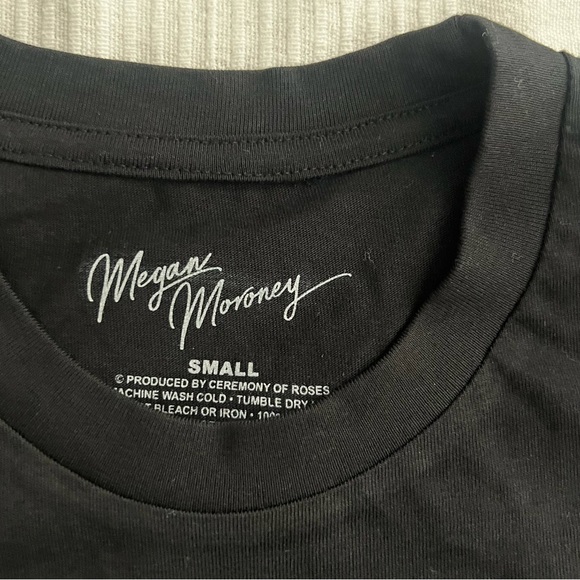 Megan
Moroney
SMALL
© PRODUCED BY CEREMONY OF ROSES
MACHINE WASH COLD • TUMBLE DRY
BLEACH OR IRON •